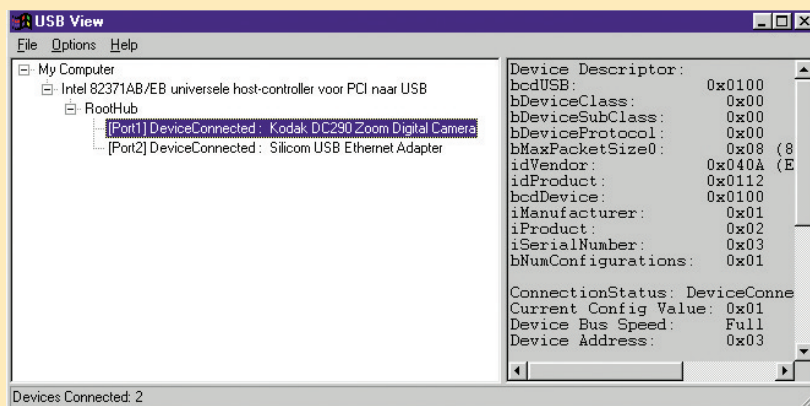 USB View
File Options Help
My Computer
Intel 82371AB/EB universele host-controller voor PCI naar USB
RootHub
[Port1] DeviceConnected : Kodak DC290 Zoom Digital Camera
[Port2] DeviceConnected : Silicom USB Ethernet Adapter
Device Descriptor:
bcdUSB: 0x0100
bDeviceClass: 0x00
bDeviceSubClass: 0x00
bDeviceProtocol: 0x00
bMaxPacketSize0: 0x08 (8
idVendor: 0x040A (E
idProduct: 0x0112
bcdDevice: 0x0100
iManufacturer: 0x01
iProduct: 0x02
iSerialNumber: 0x03
bNumConfigurations: 0x01
ConnectionStatus: DeviceConne
Current Config Value: 0x01
Device Bus Speed: Full
Device Address: 0x03
Devices Connected: 2